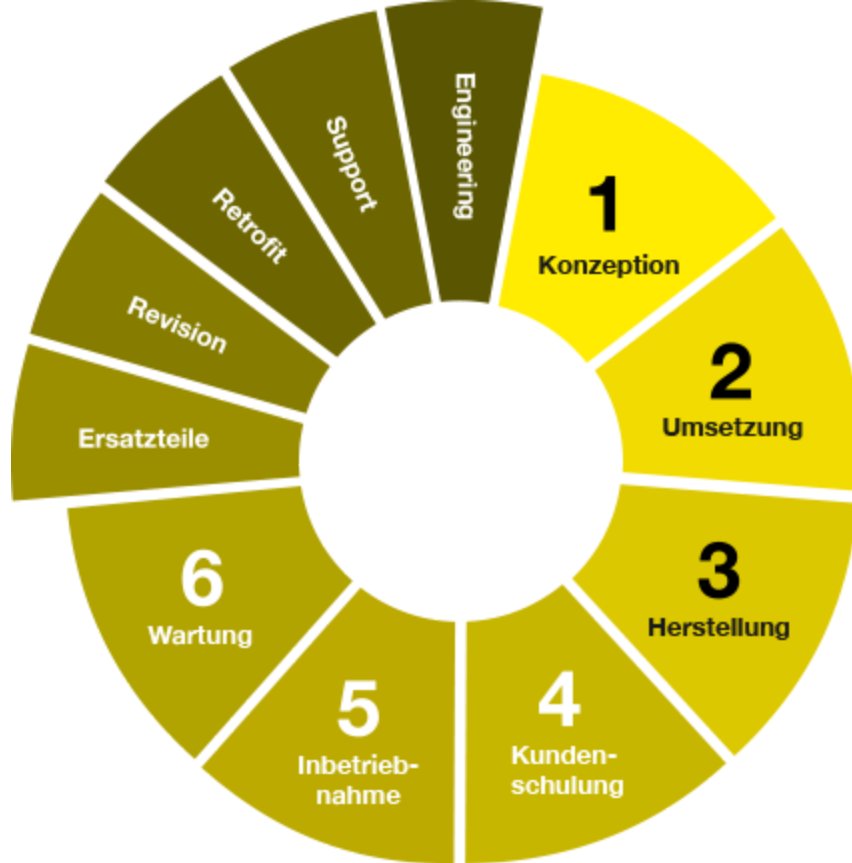 1
Konzeption
2
Umsetzung
3
Herstellung
4
Kunden-
schulung
5
Inbetrieb-
nahme
6
Wartung
Ersatzteile
Revision
Retrofit
Support
Engineering